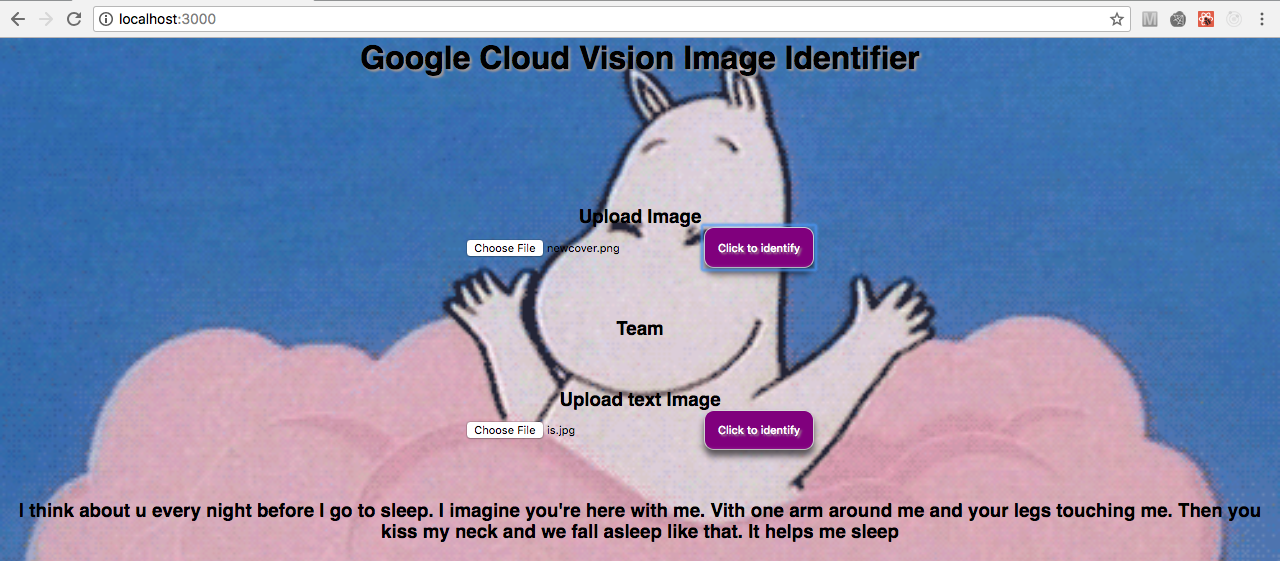 localhost:3000
Google Cloud Vision Image Identifier
Upload Image
Choose File newcover.png Click to identify
Team
Upload text Image
Choose File is.jpg Click to identify
I think about u every night before I go to sleep. I imagine you're here with me. Vith one arm around me and your legs touching me. Then you
kiss my neck and we fall asleep like that. It helps me sleep